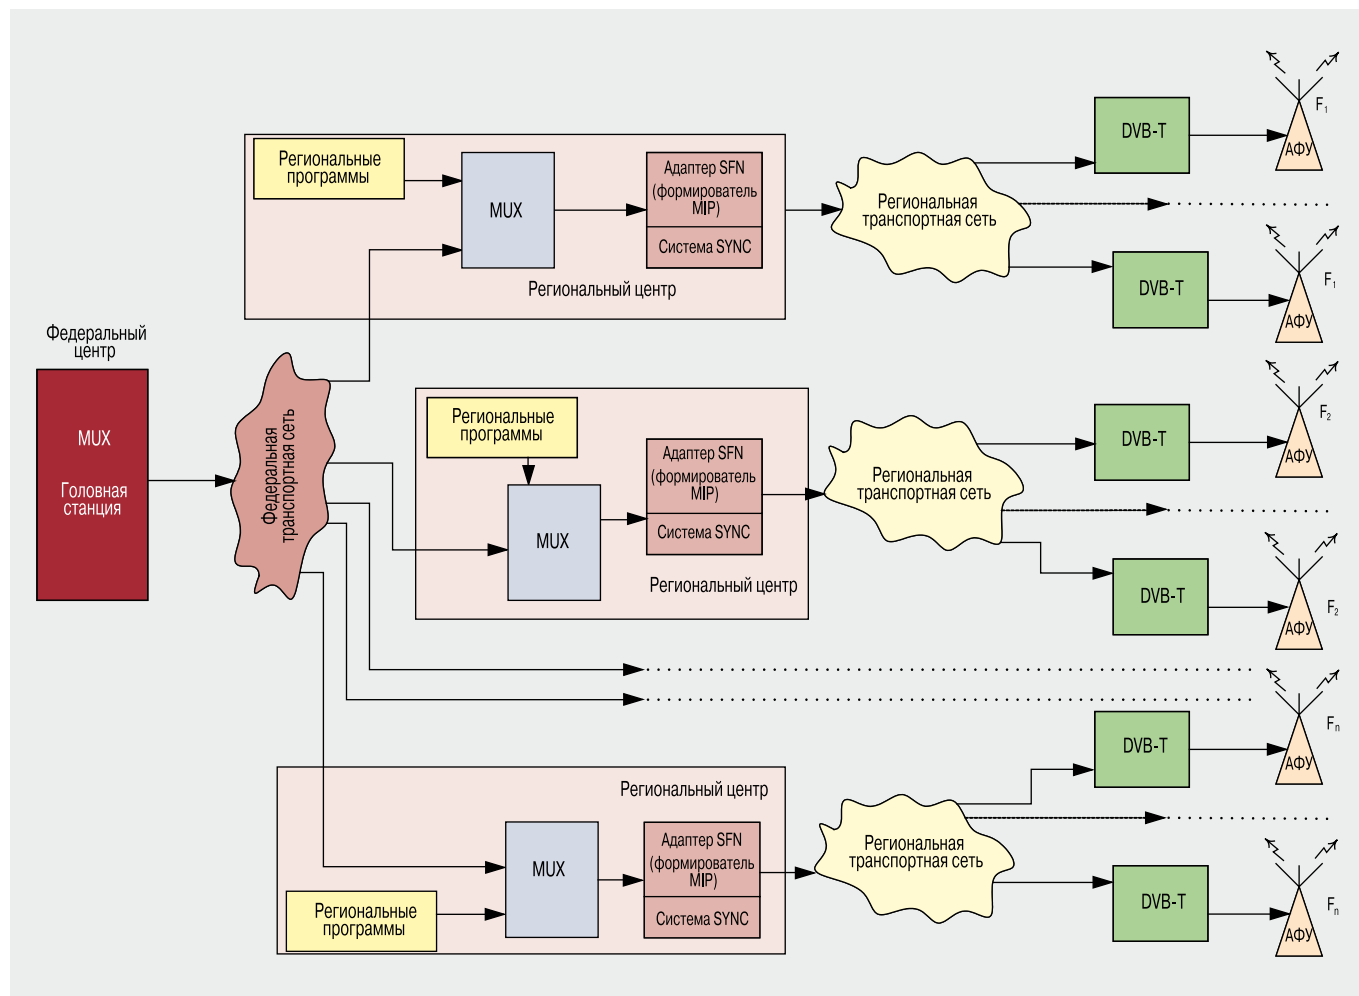 Федеральный
центр
MUX
Головная
станция
Федеральная
транспортная сеть
Региональные
программы
MUX
Адаптер SFN
(формирователь
MIP)
Система SYNC
Региональный центр
Региональная
транспортная сеть
DVB-T
АФУ
F1
DVB-T
АФУ
F1
Региональные
программы
MUX
Адаптер SFN
(формирователь
MIP)
Система SYNC
Региональный центр
Региональная
транспортная сеть
DVB-T
АФУ
F2
DVB-T
АФУ
F2
Региональный центр
Региональные
программы
MUX
Адаптер SFN
(формирователь
MIP)
Система SYNC
Региональная
транспортная сеть
DVB-T
АФУ
Fn
DVB-T
АФУ
Fn